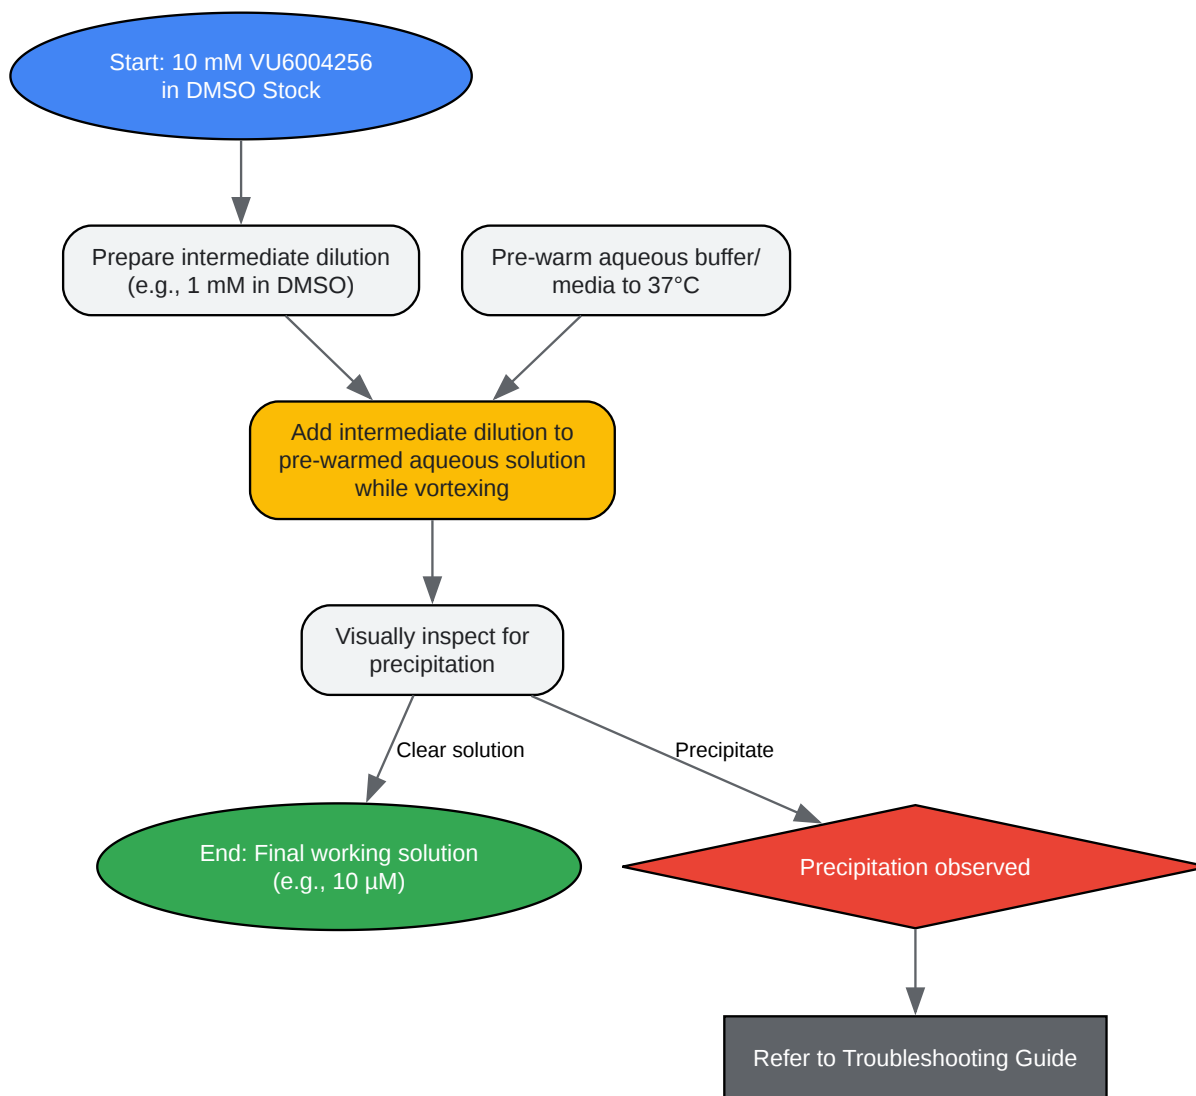 Start: 10 mM VU6004256
in DMSO Stock
Prepare intermediate dilution
(e.g., 1 mM in DMSO)
Pre-warm aqueous buffer/
media to 37°C
Add intermediate dilution to
pre-warmed aqueous solution
while vortexing
Visually inspect for
precipitation
Clear solution
Precipitate
End: Final working solution
(e.g., 10 µM)
Precipitation observed
Refer to Troubleshooting Guide